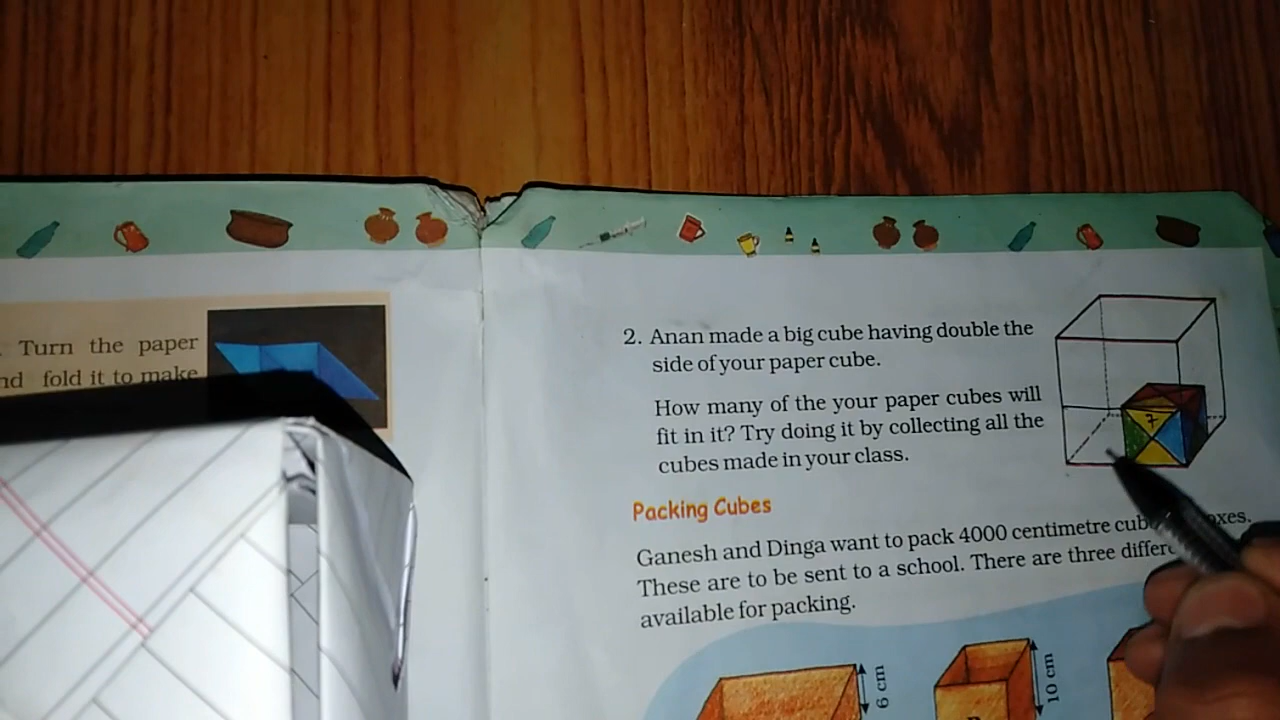 . Turn the paper
nd fold it to make
2. Anan made a big cube having double the
side of your paper cube.
How many of the your paper cubes will
fit in it? Try doing it by collecting all the
cubes made in your class.
7
Packing Cubes
Ganesh and Dinga want to pack 4000 centimetre cub oxes.
These are to be sent to a school. There are three differe
available for packing.
6 cm
10 cm